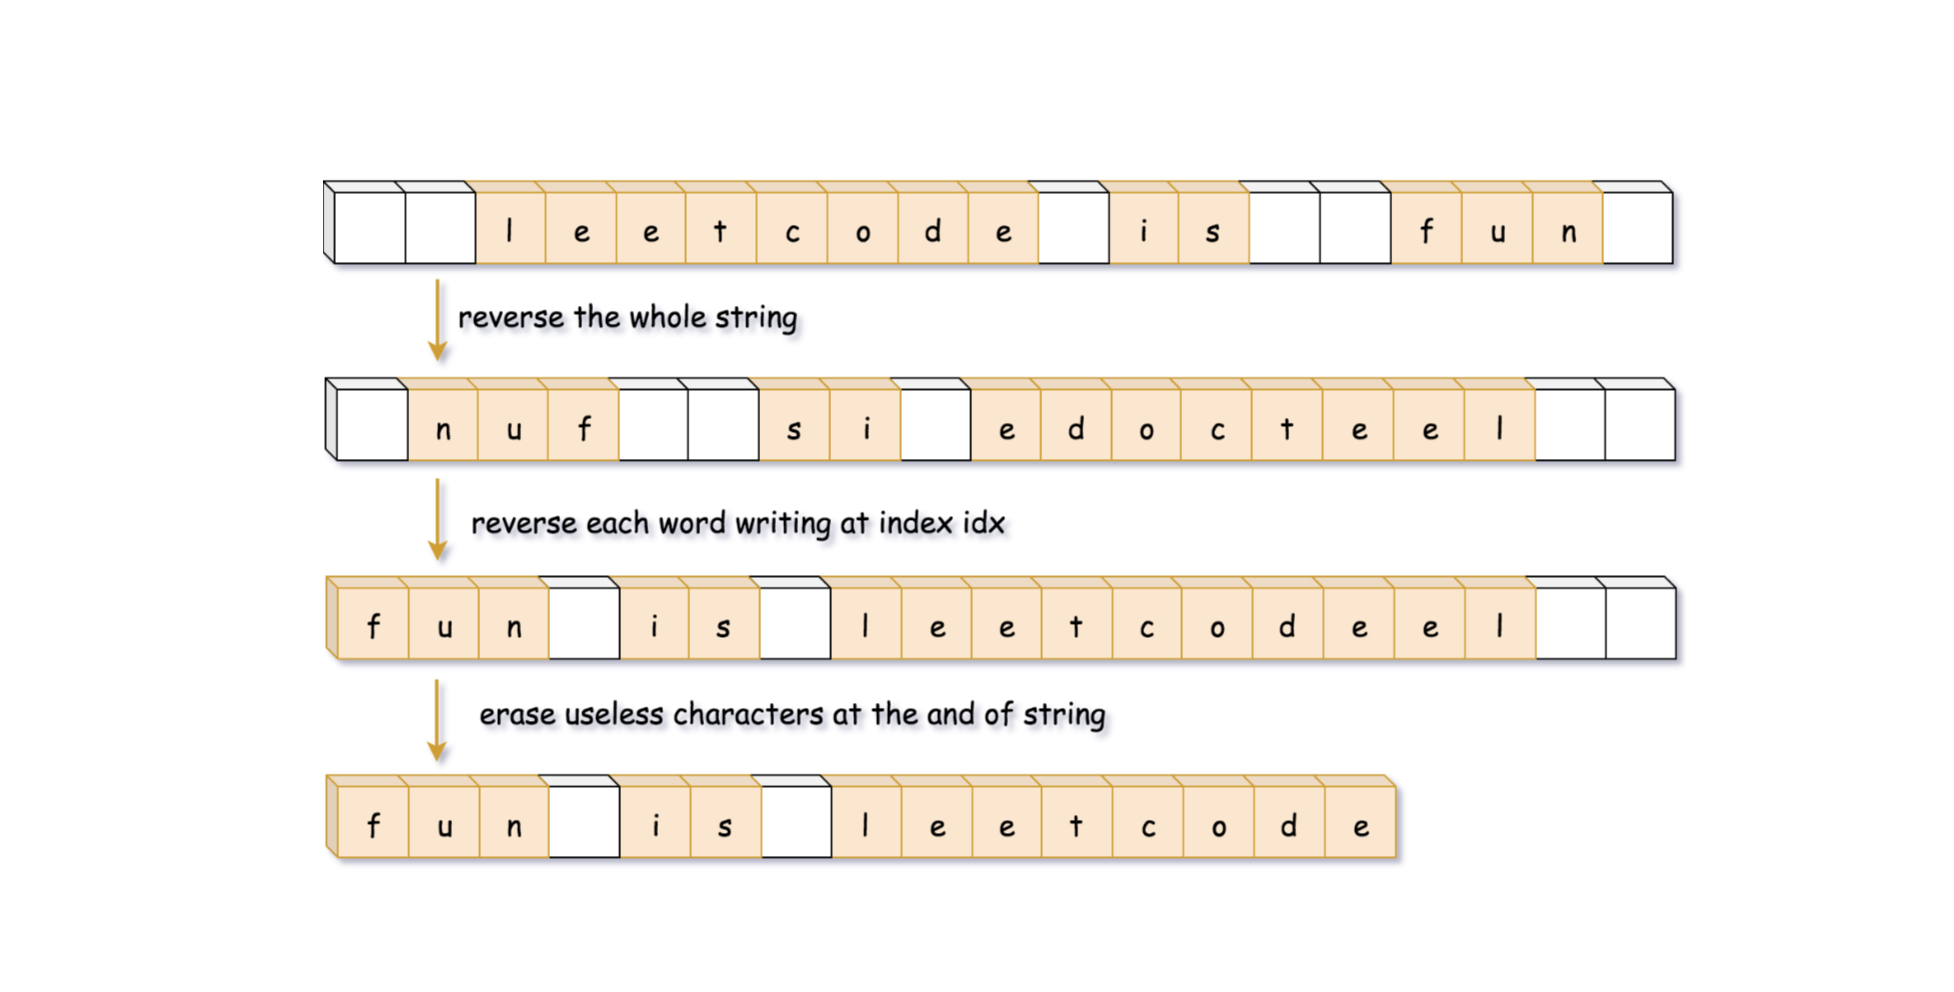 l e e t c o d e i s f u n
reverse the whole string
n u f s i e d o c t e e l
reverse each word writing at index idx
f u n i s l e e t c o d e e l
erase useless characters at the and of string
f u n i s l e e t c o d e